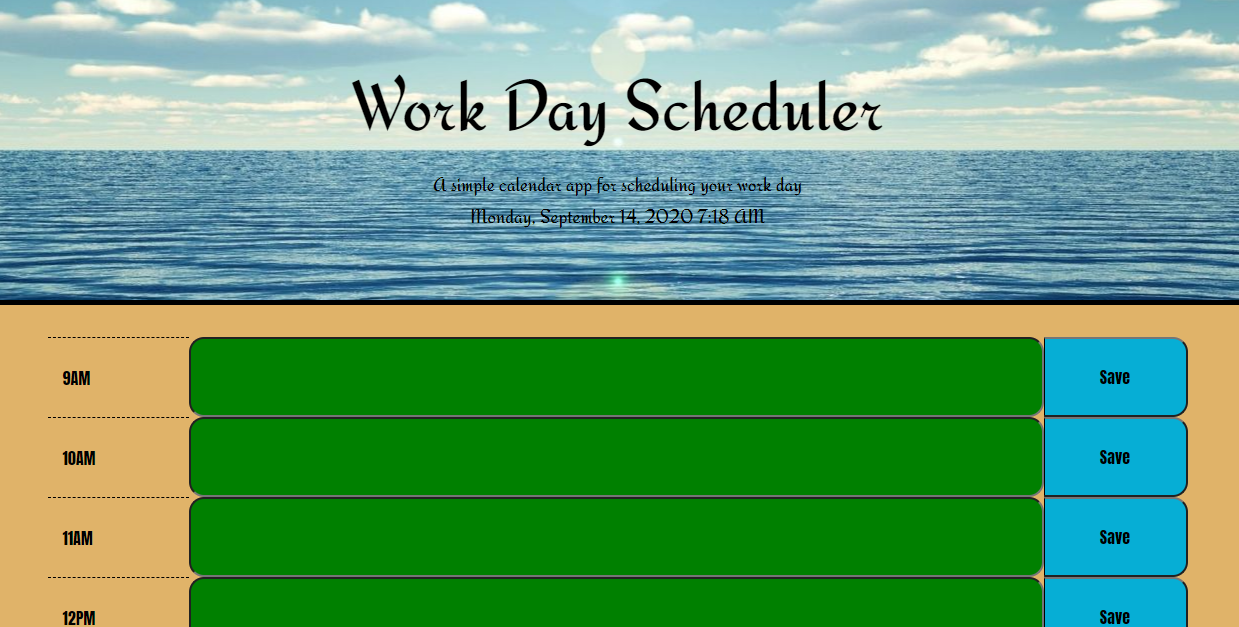 Work Day Scheduler
A simple calendar app for scheduling your work day
Monday, September 14, 2020 7:18 AM
9AM Save
10AM Save
11AM Save
12PM Save